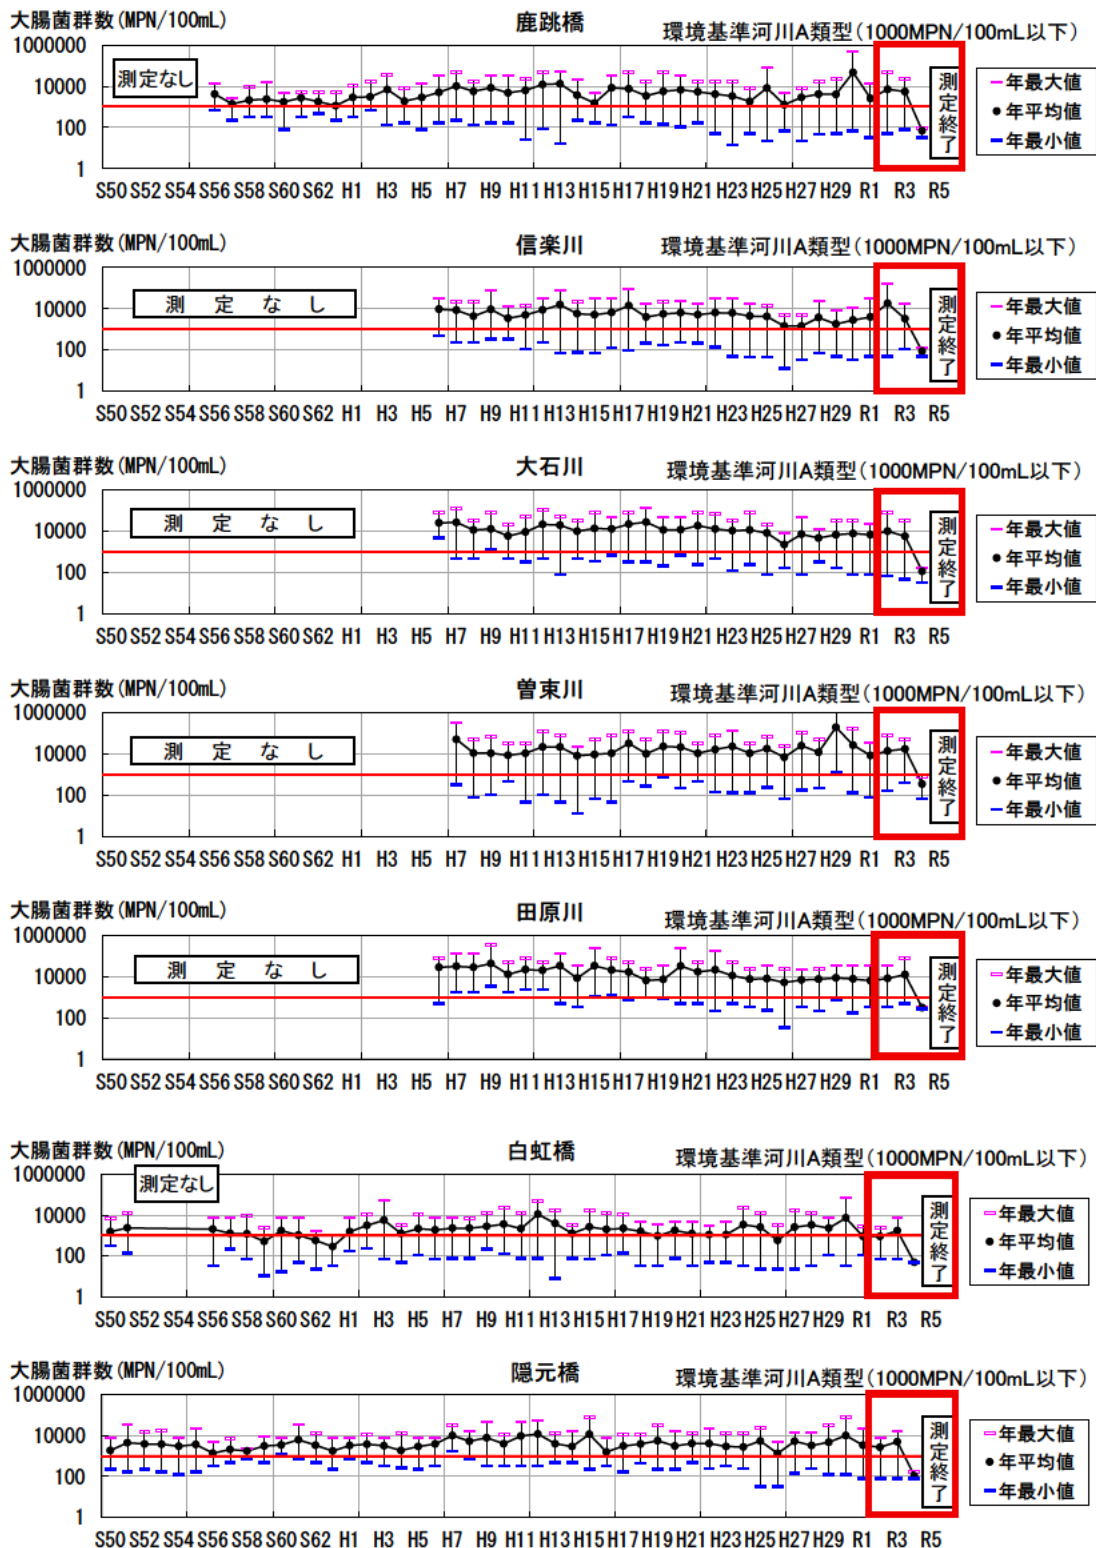 大腸菌群数(MPN/100mL)
鹿跳橋
環境基準河川A類型(1000MPN/100mL以下)
1000000
10000
100
1
測定なし
測定終了
年最大値
年平均値
年最小値
S50 S52 S54 S56 S58 S60 S62 H1 H3 H5 H7 H9 H11 H13 H15 H17 H19 H21 H23 H25 H27 H29 R1 R3 R5
大腸菌群数(MPN/100mL)
信楽川
環境基準河川A類型(1000MPN/100mL以下)
1000000
10000
100
1
測定なし
測定終了
年最大値
年平均値
年最小値
S50 S52 S54 S56 S58 S60 S62 H1 H3 H5 H7 H9 H11 H13 H15 H17 H19 H21 H23 H25 H27 H29 R1 R3 R5
大腸菌群数(MPN/100mL)
大石川
環境基準河川A類型(1000MPN/100mL以下)
1000000
10000
100
1
測定なし
測定終了
年最大値
年平均値
年最小値
S50 S52 S54 S56 S58 S60 S62 H1 H3 H5 H7 H9 H11 H13 H15 H17 H19 H21 H23 H25 H27 H29 R1 R3 R5
大腸菌群数(MPN/100mL)
曽束川
環境基準河川A類型(1000MPN/100mL以下)
1000000
10000
100
1
測定なし
測定終了
年最大値
年平均値
年最小値
S50 S52 S54 S56 S58 S60 S62 H1 H3 H5 H7 H9 H11 H13 H15 H17 H19 H21 H23 H25 H27 H29 R1 R3 R5
大腸菌群数(MPN/100mL)
田原川
環境基準河川A類型(1000MPN/100mL以下)
1000000
10000
100
1
測定なし
測定終了
年最大値
年平均値
年最小値
S50 S52 S54 S56 S58 S60 S62 H1 H3 H5 H7 H9 H11 H13 H15 H17 H19 H21 H23 H25 H27 H29 R1 R3 R5
大腸菌群数(MPN/100mL)
白虹橋
環境基準河川A類型(1000MPN/100mL以下)
1000000
10000
100
1
測定なし
測定終了
年最大値
年平均値
年最小値
S50 S52 S54 S56 S58 S60 S62 H1 H3 H5 H7 H9 H11 H13 H15 H17 H19 H21 H23 H25 H27 H29 R1 R3 R5
大腸菌群数(MPN/100mL)
隠元橋
環境基準河川A類型(1000MPN/100mL以下)
1000000
10000
100
1
測定終了
年最大値
年平均値
年最小値
S50 S52 S54 S56 S58 S60 S62 H1 H3 H5 H7 H9 H11 H13 H15 H17 H19 H21 H23 H25 H27 H29 R1 R3 R5